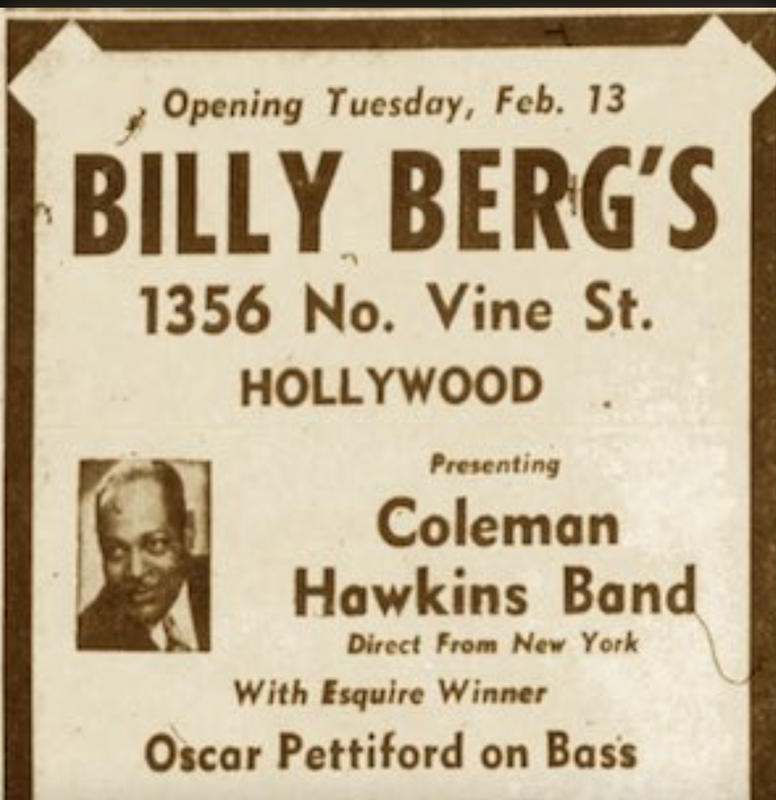 Opening Tuesday, Feb. 13
BILLY BERG'S
1356 No. Vine St.
HOLLYWOOD
Presenting
Coleman
Hawkins Band
Direct From New York
With Esquire Winner
Oscar Pettiford on Bass